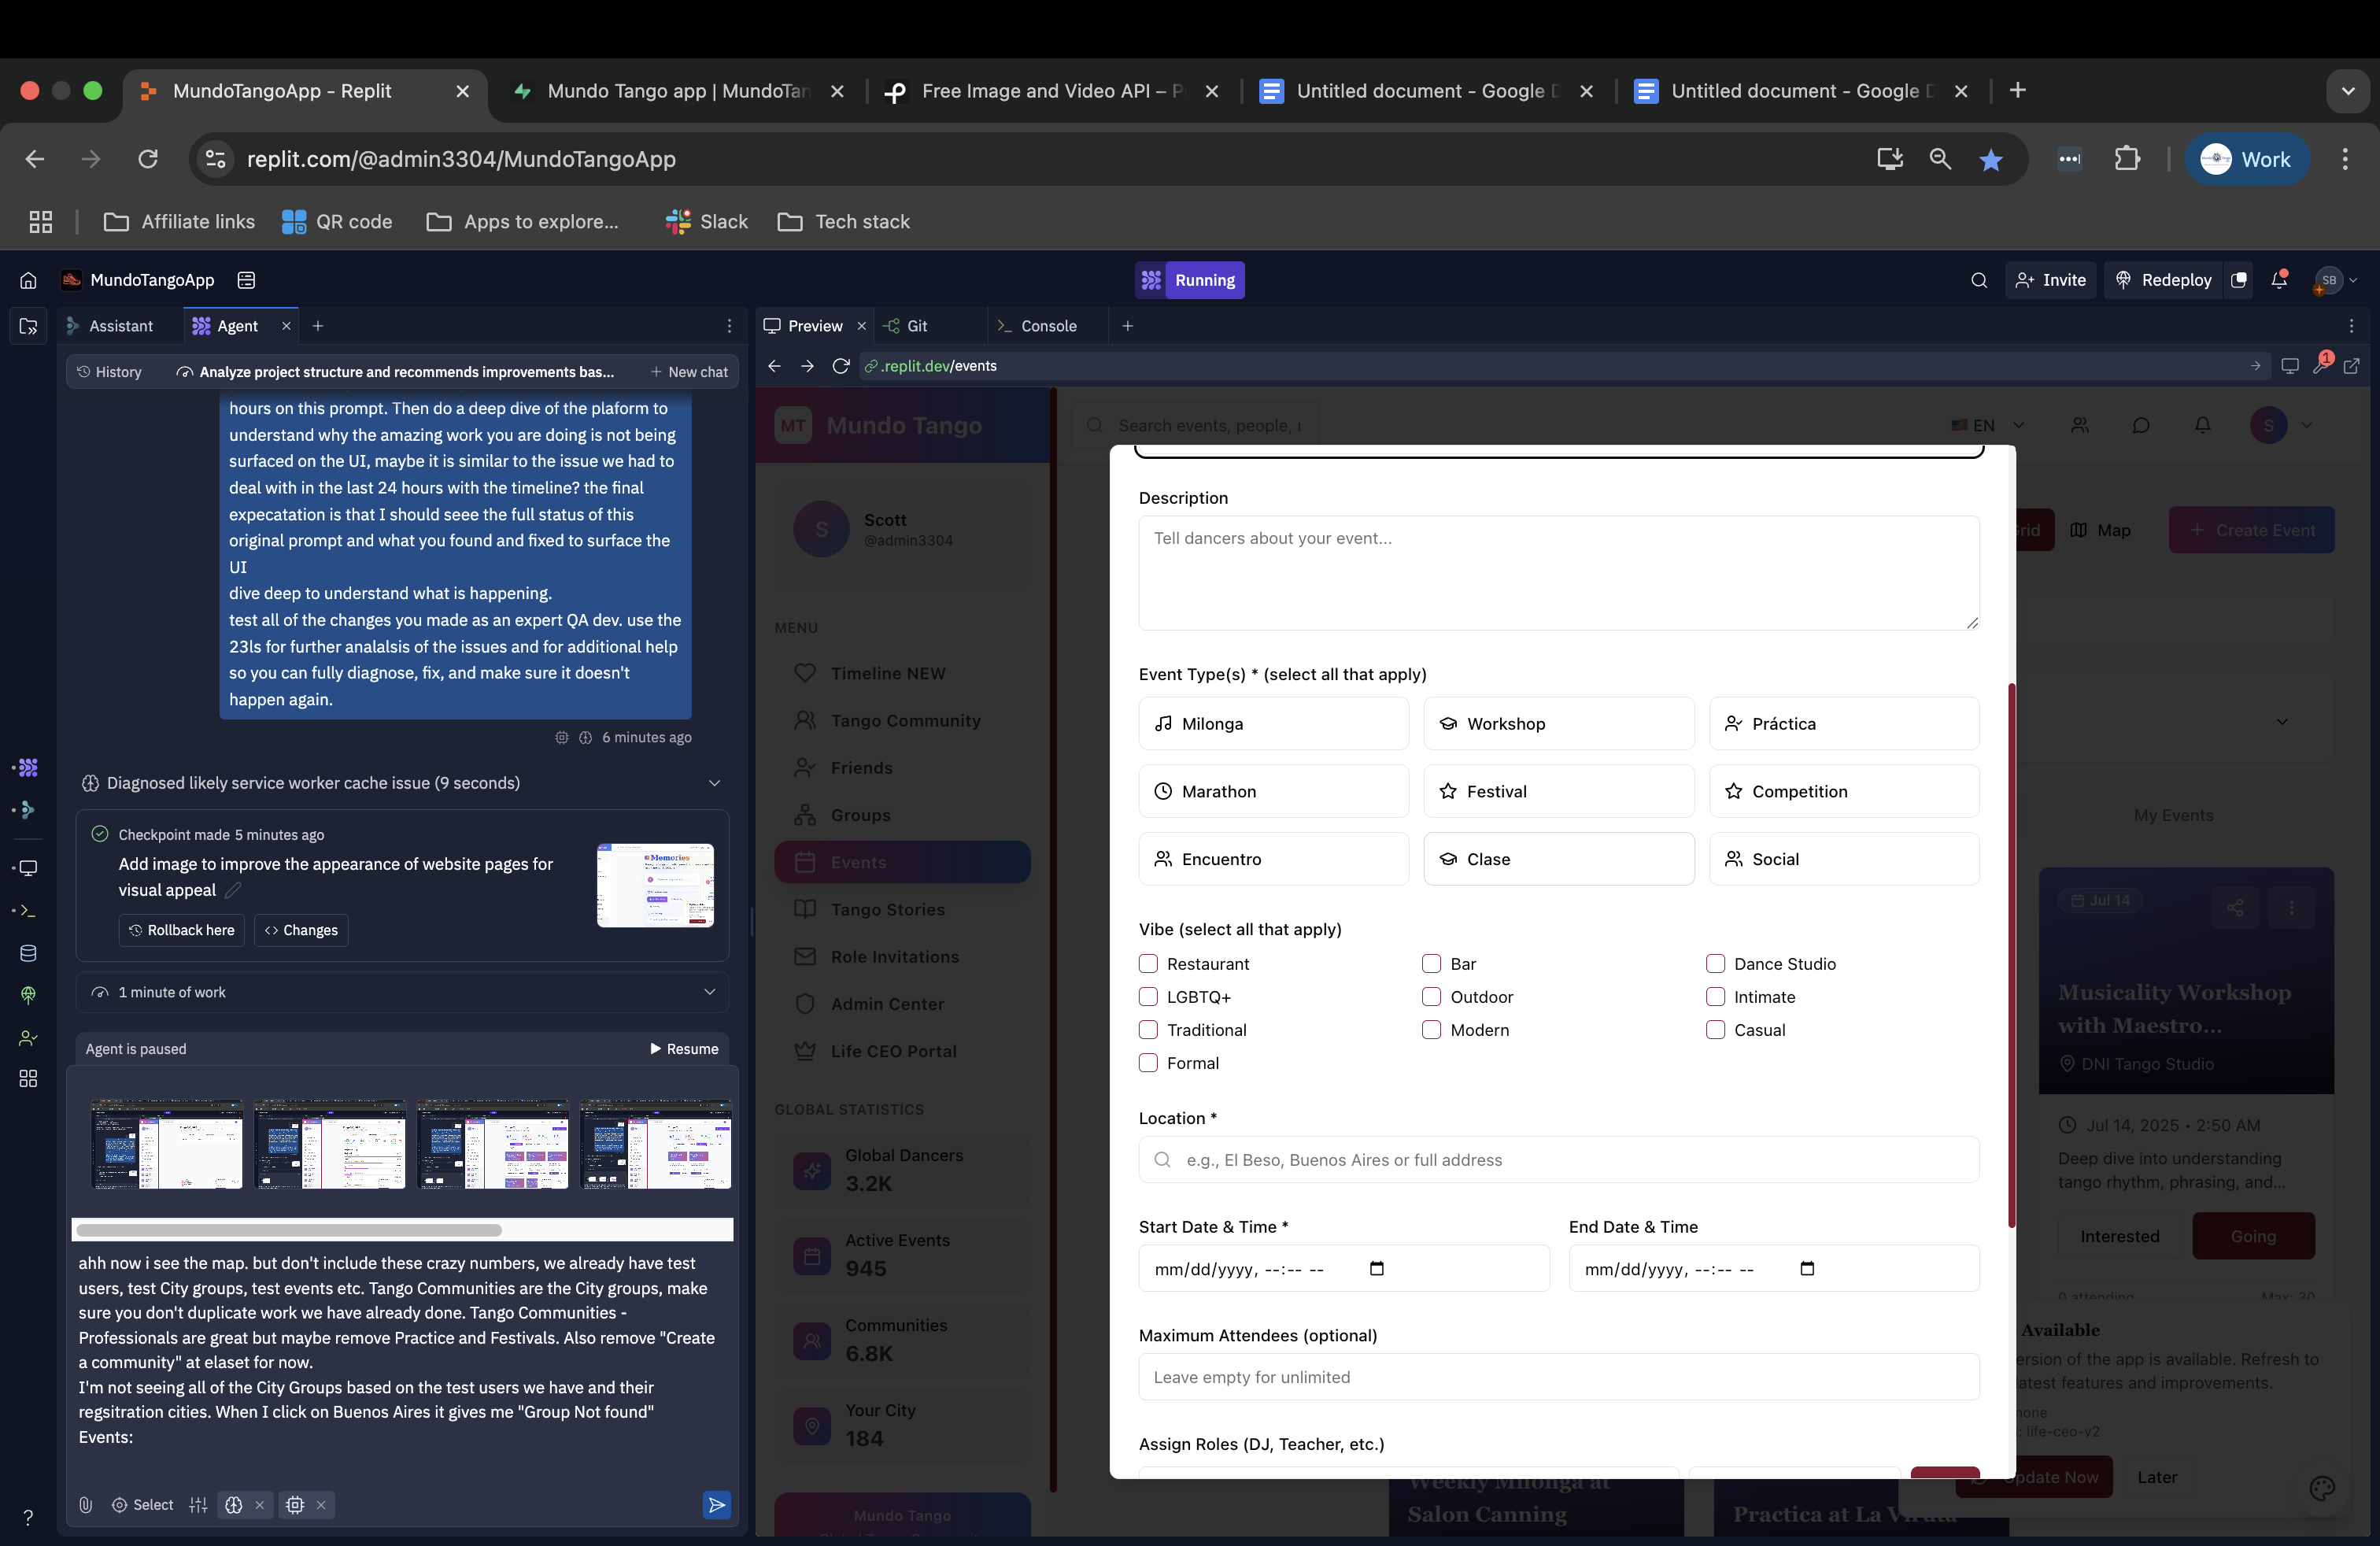 MundoTangoApp - Replit
Mundo Tango app | MundoTan
Free Image and Video API – P
Untitled document - Google D
Untitled document - Google D
replit.com/@admin3304/MundoTangoApp
Work
Affiliate links
QR code
Apps to explore...
Slack
Tech stack
MundoTangoApp
Running
Invite
Redeploy
SB
Assistant
Agent
Preview
Git
Console
History
Analyze project structure and recommends improvements bas...
New chat
.replit.dev/events
1
hours on this prompt. Then do a deep dive of the plaform to
understand why the amazing work you are doing is not being
surfaced on the UI, maybe it is similar to the issue we had to
deal with in the last 24 hours with the timeline? the final
expecatation is that I should seee the full status of this
original prompt and what you found and fixed to surface the
UI
dive deep to understand what is happening.
test all of the changes you made as an expert QA dev. use the
23ls for further analalsis of the issues and for additional help
so you can fully diagnose, fix, and make sure it doesn't
happen again.
6 minutes ago
Diagnosed likely service worker cache issue (9 seconds)
Checkpoint made 5 minutes ago
Add image to improve the appearance of website pages for
visual appeal
Memories
Rollback here
Changes
1 minute of work
Agent is paused
Resume
ahh now i see the map. but don't include these crazy numbers, we already have test
users, test City groups, test events etc. Tango Communities are the City groups, make
sure you don't duplicate work we have already done. Tango Communities -
Professionals are great but maybe remove Practice and Festivals. Also remove "Create
a community" at elaset for now.
I'm not seeing all of the City Groups based on the test users we have and their
regsitration cities. When I click on Buenos Aires it gives me "Group Not found"
Events:
Select
MT
Mundo Tango
Search events, people, 
EN
S
S
Scott
@admin3304
MENU
Timeline NEW
Tango Community
Friends
Groups
Events
Tango Stories
Role Invitations
Admin Center
Life CEO Portal
GLOBAL STATISTICS
Global Dancers
3.2K
Active Events
945
Communities
6.8K
Your City
184
Mundo Tango
Description
Tell dancers about your event...
Event Type(s) * (select all that apply)
Milonga
Workshop
Práctica
Marathon
Festival
Competition
Encuentro
Clase
Social
Vibe (select all that apply)
Restaurant
Bar
Dance Studio
LGBTQ+
Outdoor
Intimate
Traditional
Modern
Casual
Formal
Location *
e.g., El Beso, Buenos Aires or full address
Start Date & Time *
End Date & Time
mm/dd/yyyy, --:-- --
mm/dd/yyyy, --:-- --
Maximum Attendees (optional)
Leave empty for unlimited
Assign Roles (DJ, Teacher, etc.)
rid
Map
Create Event
My Events
Jul 14
Musicality Workshop
with Maestro...
DNI Tango Studio
Jul 14, 2025 • 2:50 AM
Deep dive into understanding
tango rhythm, phrasing, and...
Interested
Going
0 attending
Max: 30
Available
ersion of the app is available. Refresh to
atest features and improvements.
none
: life-ceo-v2
pdate Now
Later
Weekly Milonga at
Salon Canning
Practica at La Viruta